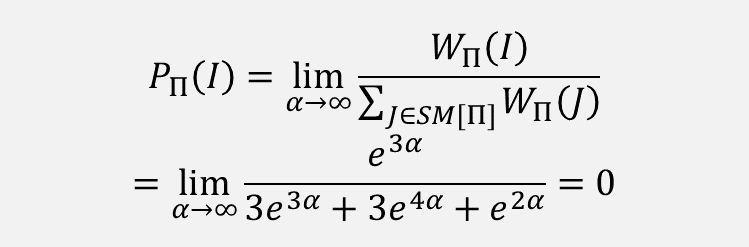 P_Π(I) = lim_{α→∞} W_Π(I) / ∑_{J∈SM[Π]} W_Π(J)
= lim_{α→∞} e^{3α} / (3e^{3α} + 3e^{4α} + e^{2α}) = 0